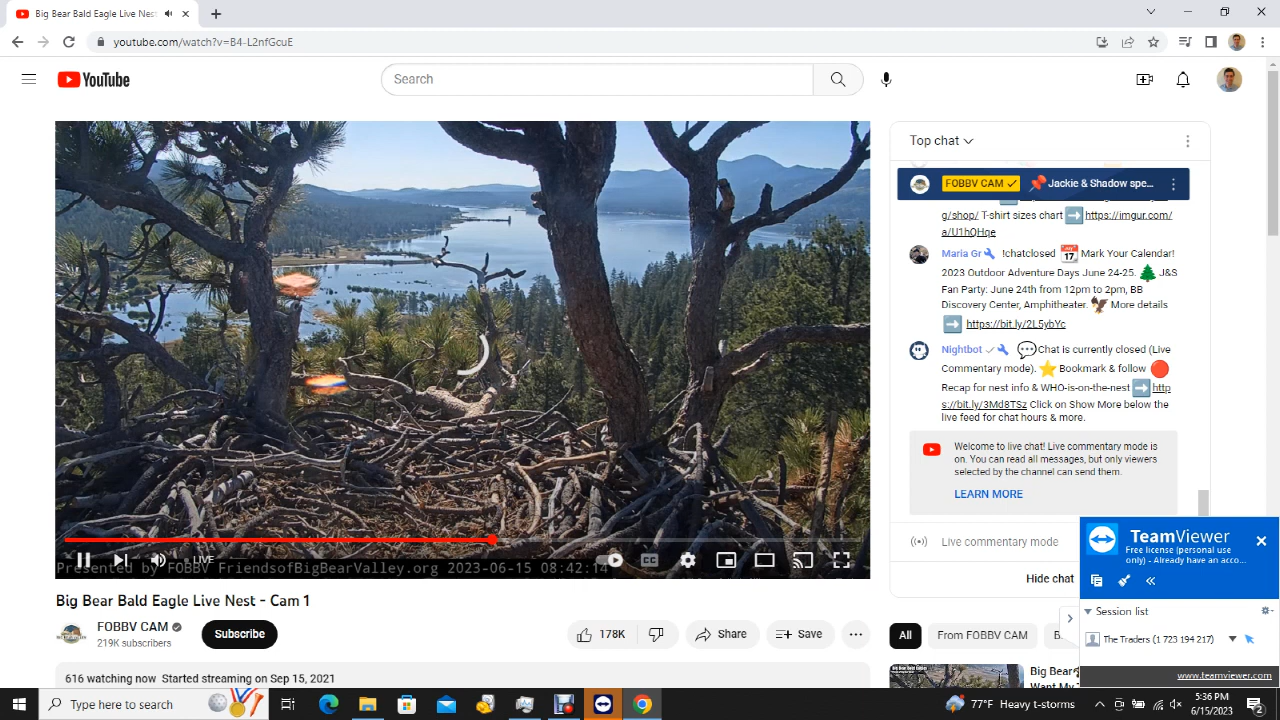 Big Bear Bald Eagle Live Nest
youtube.com/watch?v=B4-L2nfGcuE
YouTube
Search
Top chat
FOBBV CAM
Jackie & Shadow spe...
g/shop/ T-shirt sizes chart https://imgur.com/
a/U1hQHqe
Maria Gr !chatclosed Mark Your Calendar!
2023 Outdoor Adventure Days June 24-25. J&S
Fan Party: June 24th from 12pm to 2pm, BB
Discovery Center, Amphitheater. More details
https://bit.ly/2L5ybYc
Nightbot Chat is currently closed (Live
Commentary mode). Bookmark & follow
Recap for nest info & WHO-is-on-the-nest http
s://bit.ly/3Md8TSz Click on Show More below the
live feed for chat hours & more.
Welcome to live chat! Live commentary mode is
on. You can read all messages, but only viewers
selected by the channel can send them.
LEARN MORE
Live commentary mode
Hide chat
LIVE
CC
Presented by FOBBV FriendsofBigBearValley.org 2023-06-15 08:42:14
Big Bear Bald Eagle Live Nest - Cam 1
FOBBV CAM
219K subscribers
Subscribe
178K
Share
Save
616 watching now Started streaming on Sep 15, 2021
All
From FOBBV CAM
Big Bear
Want My
TeamViewer
Free license (personal use
only) - Already have an acco...
Session list
The Traders (1 723 194 217)
www.teamviewer.com
Type here to search
77°F Heavy t-storms
5:36 PM
6/15/2023
2